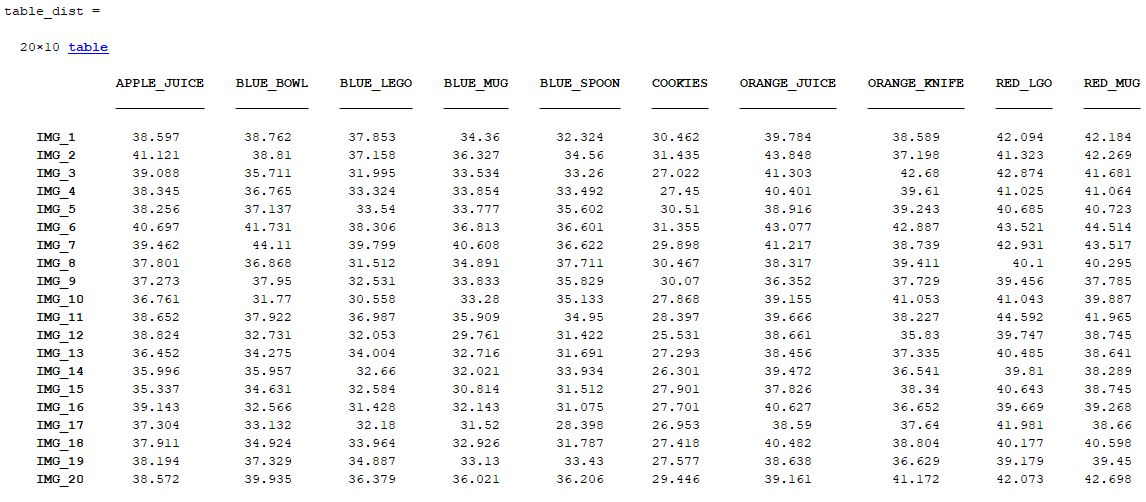 table_dist =
20×10 table
APPLE_JUICE BLUE_BOWL BLUE_LEGO BLUE_MUG BLUE_SPOON COOKIES ORANGE_JUICE ORANGE_KNIFE RED_LGO RED_MUG
IMG_1 38.597 38.762 37.853 34.36 32.324 30.462 39.784 38.589 42.094 42.184
IMG_2 41.121 38.81 37.158 36.327 34.56 31.435 43.848 37.198 41.323 42.269
IMG_3 39.088 35.711 31.995 33.534 33.26 27.022 41.303 42.68 42.874 41.681
IMG_4 38.345 36.765 33.324 33.854 33.492 27.45 40.401 39.61 41.025 41.064
IMG_5 38.256 37.137 33.54 33.777 35.602 30.51 38.916 39.243 40.685 40.723
IMG_6 40.697 41.731 38.306 36.813 36.601 31.355 43.077 42.887 43.521 44.514
IMG_7 39.462 44.11 39.799 40.608 36.622 29.898 41.217 38.739 42.931 43.517
IMG_8 37.801 36.868 31.512 34.891 37.711 30.467 38.317 39.411 40.1 40.295
IMG_9 37.273 37.95 32.531 33.833 35.829 30.07 36.352 37.729 39.456 37.785
IMG_10 36.761 31.77 30.558 33.28 35.133 27.868 39.155 41.053 41.043 39.887
IMG_11 38.652 37.922 36.987 35.909 34.95 28.397 39.666 38.227 44.592 41.965
IMG_12 38.824 32.731 32.053 29.761 31.422 25.531 38.661 35.83 39.747 38.745
IMG_13 36.452 34.275 34.004 32.716 31.691 27.293 38.456 37.335 40.485 38.641
IMG_14 35.996 35.957 32.66 32.021 33.934 26.301 39.472 36.541 39.81 38.289
IMG_15 35.337 34.631 32.584 30.814 31.512 27.901 37.826 38.34 40.643 38.745
IMG_16 39.143 32.566 31.428 32.143 31.075 27.701 40.627 36.652 39.669 39.268
IMG_17 37.304 33.132 32.18 31.52 28.398 26.953 38.59 37.64 41.981 38.66
IMG_18 37.911 34.924 33.964 32.926 31.787 27.418 40.482 38.804 40.177 40.598
IMG_19 38.194 37.329 34.887 33.13 33.43 27.577 38.638 36.629 39.179 39.45
IMG_20 38.572 39.935 36.379 36.021 36.206 29.446 39.161 41.172 42.073 42.698